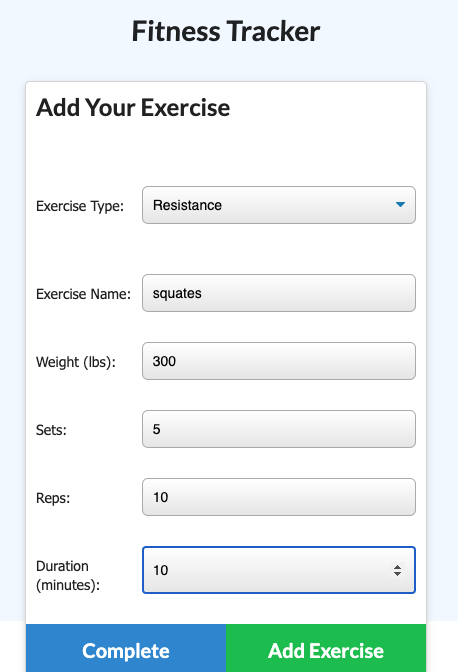 Fitness Tracker
Add Your Exercise
Exercise Type: Resistance
Exercise Name: squates
Weight (lbs): 300
Sets: 5
Reps: 10
Duration
(minutes): 10
Complete Add Exercise